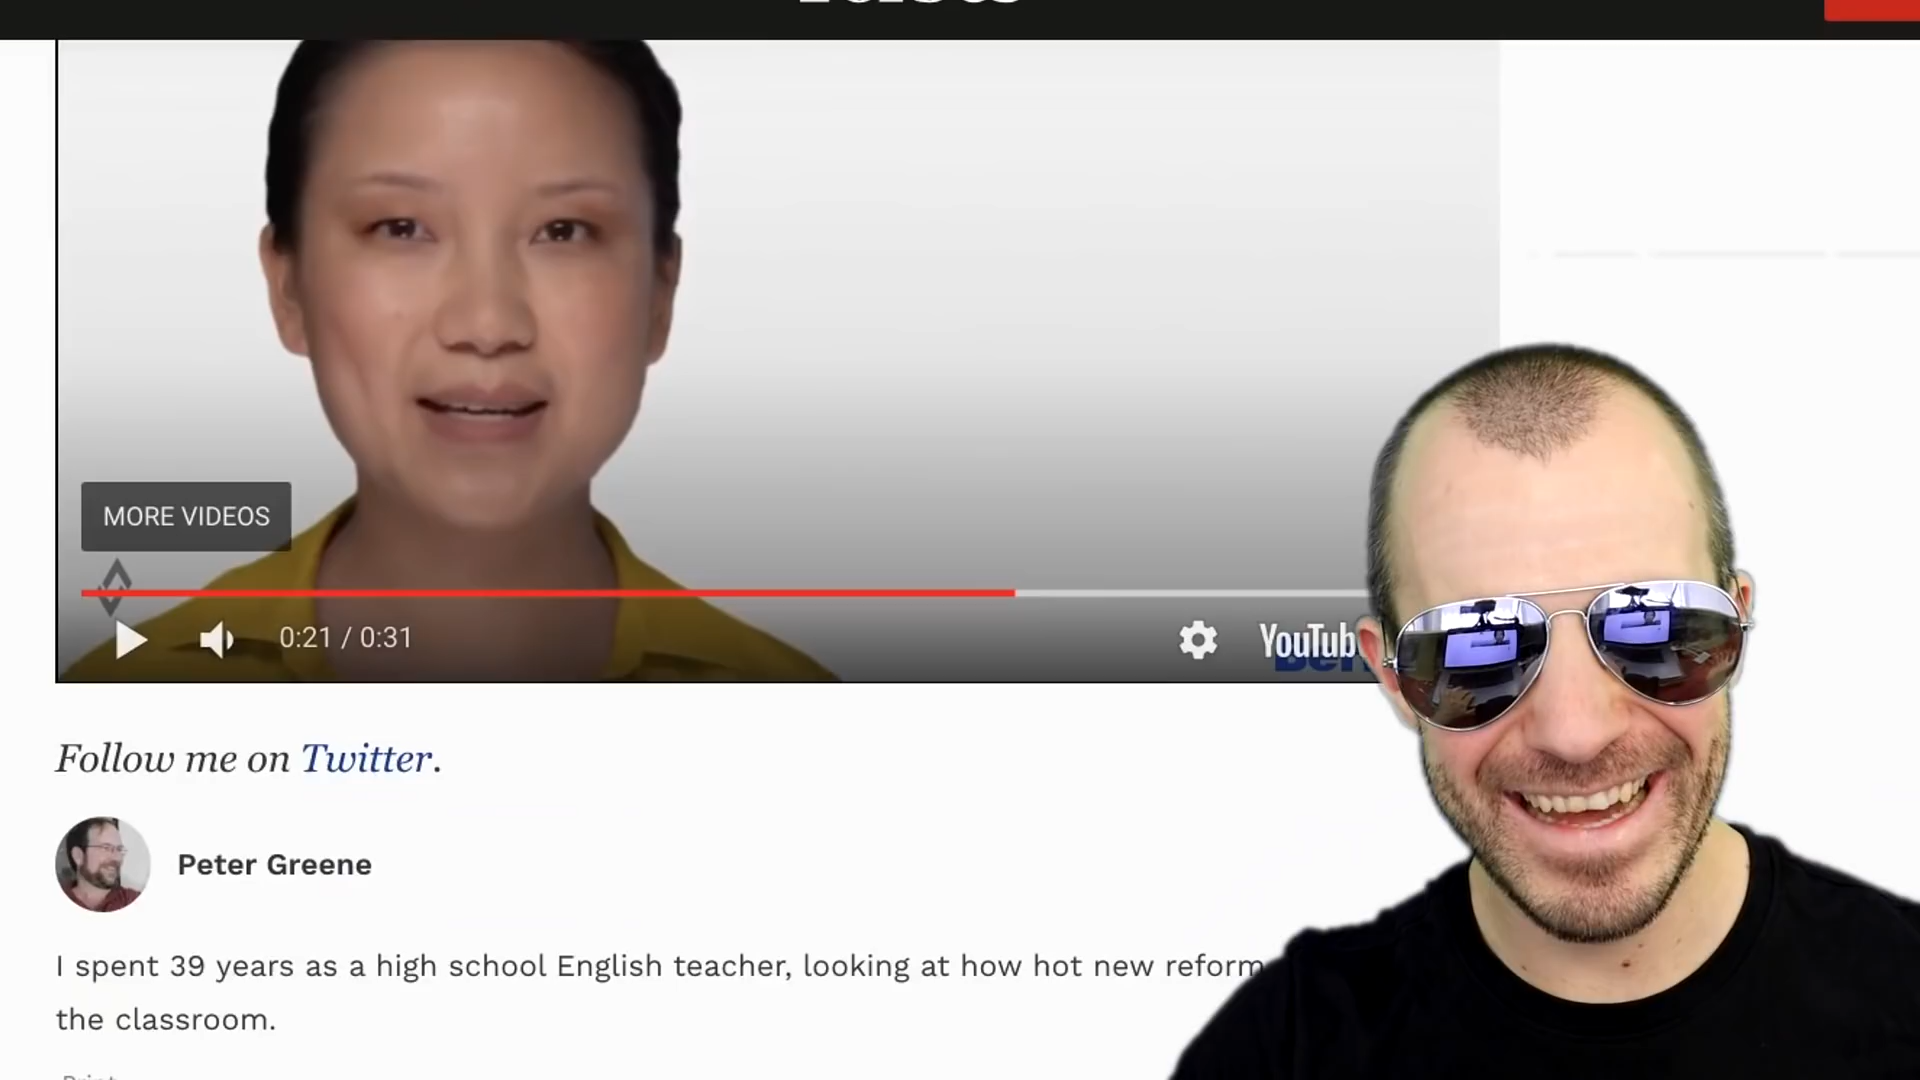 MORE VIDEOS
0:21 / 0:31
YouTub
Follow me on Twitter.
Peter Greene
I spent 39 years as a high school English teacher, looking at how hot new reform
the classroom.
Print